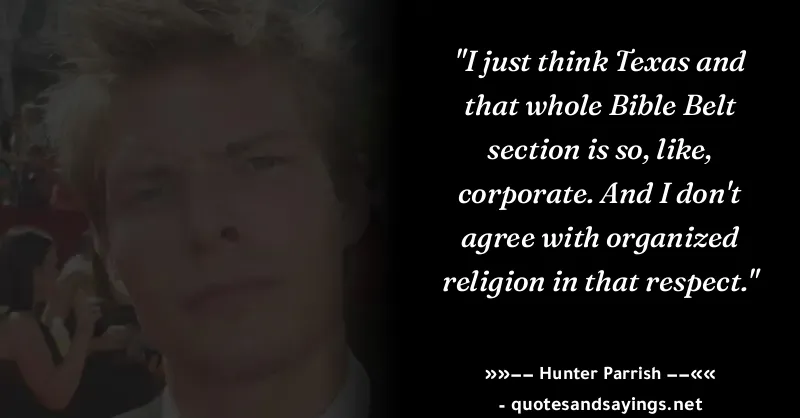 "I just think Texas and
that whole Bible Belt
section is so, like,
corporate. And I don't
agree with organized
religion in that respect."
»»–– Hunter Parrish ––««
- quotesandsayings.net